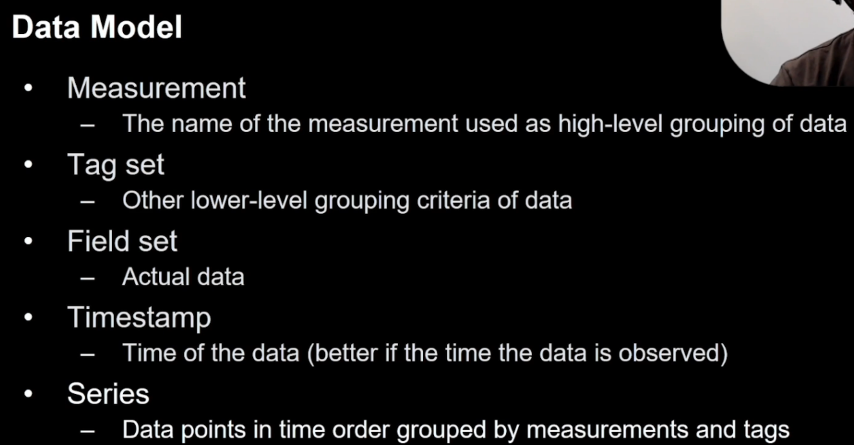 Data Model
• Measurement
– The name of the measurement used as high-level grouping of data
• Tag set
– Other lower-level grouping criteria of data
• Field set
– Actual data
• Timestamp
– Time of the data (better if the time the data is observed)
• Series
– Data points in time order grouped by measurements and tags